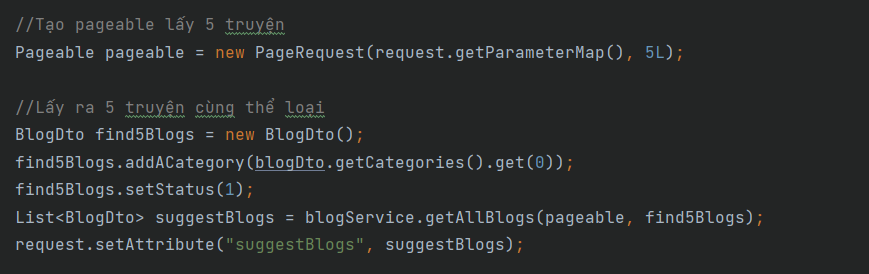 //Tạo pageable lấy 5 truyện
Pageable pageable = new PageRequest(request.getParameterMap(), 5L);
//Lấy ra 5 truyện cùng thể loại
BlogDto find5Blogs = new BlogDto();
find5Blogs.addACategory(blogDto.getCategories().get(0));
find5Blogs.setStatus(1);
List<BlogDto> suggestBlogs = blogService.getAllBlogs(pageable, find5Blogs);
request.setAttribute("suggestBlogs", suggestBlogs);